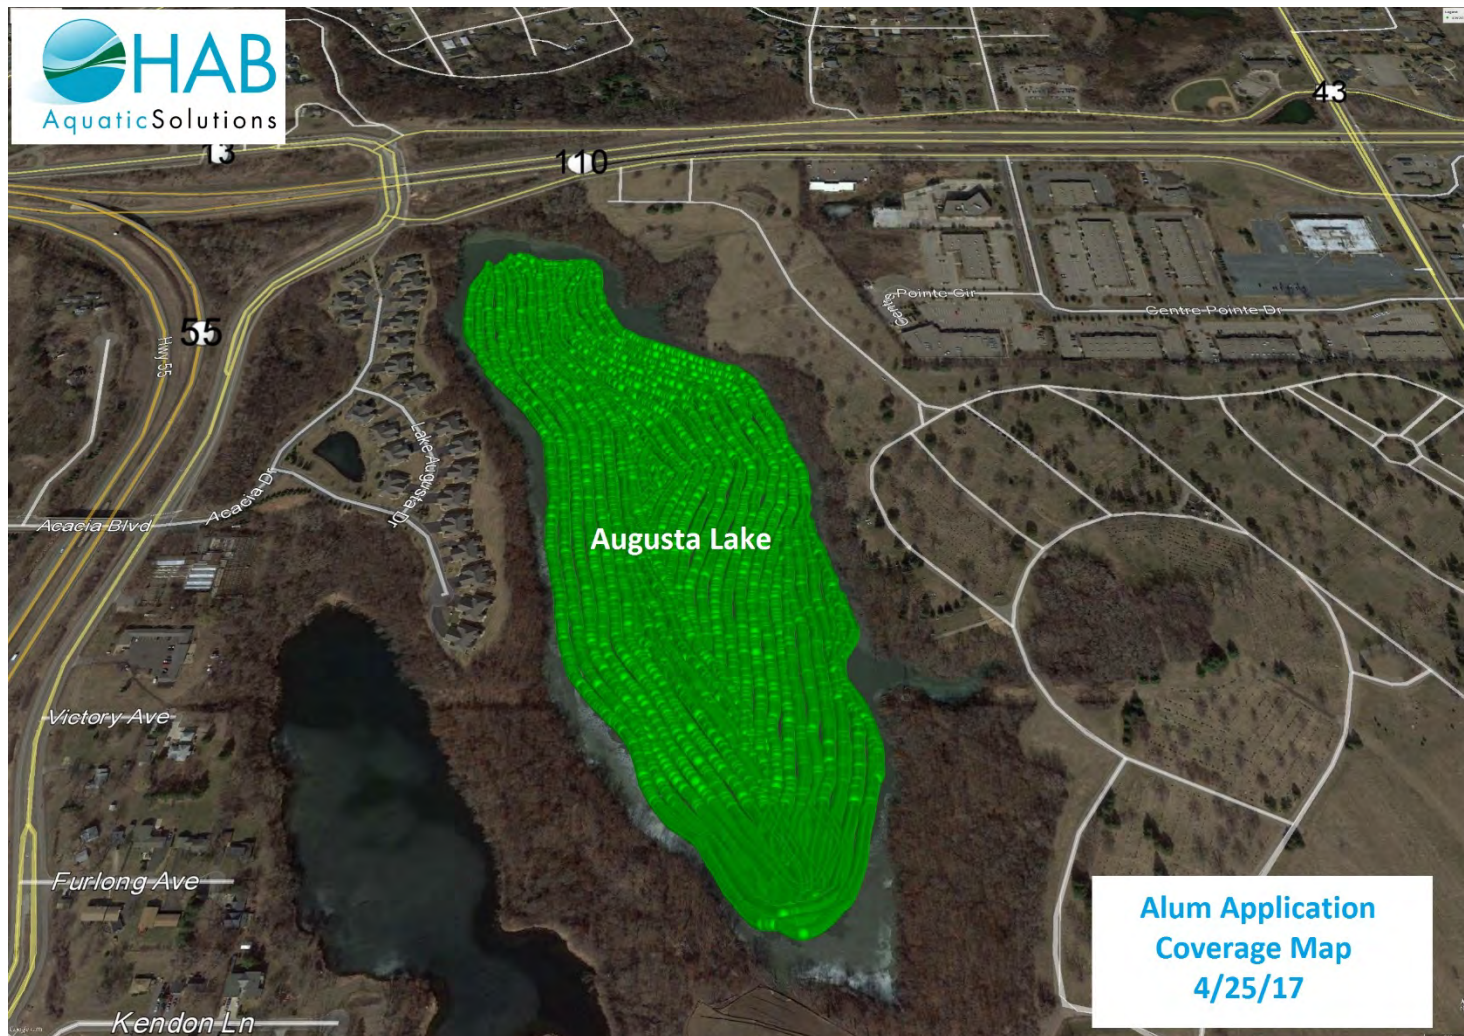 HAB
AquaticSolutions
13
110
43
55
Hwy 55
Centre Pointe Cir
Centre Pointe Dr
Lake Augusta Dr
Acacia Dr
Acacia Blvd
Augusta Lake
Victory Ave
Furlong Ave
Kendon Ln
Alum Application
Coverage Map
4/25/17